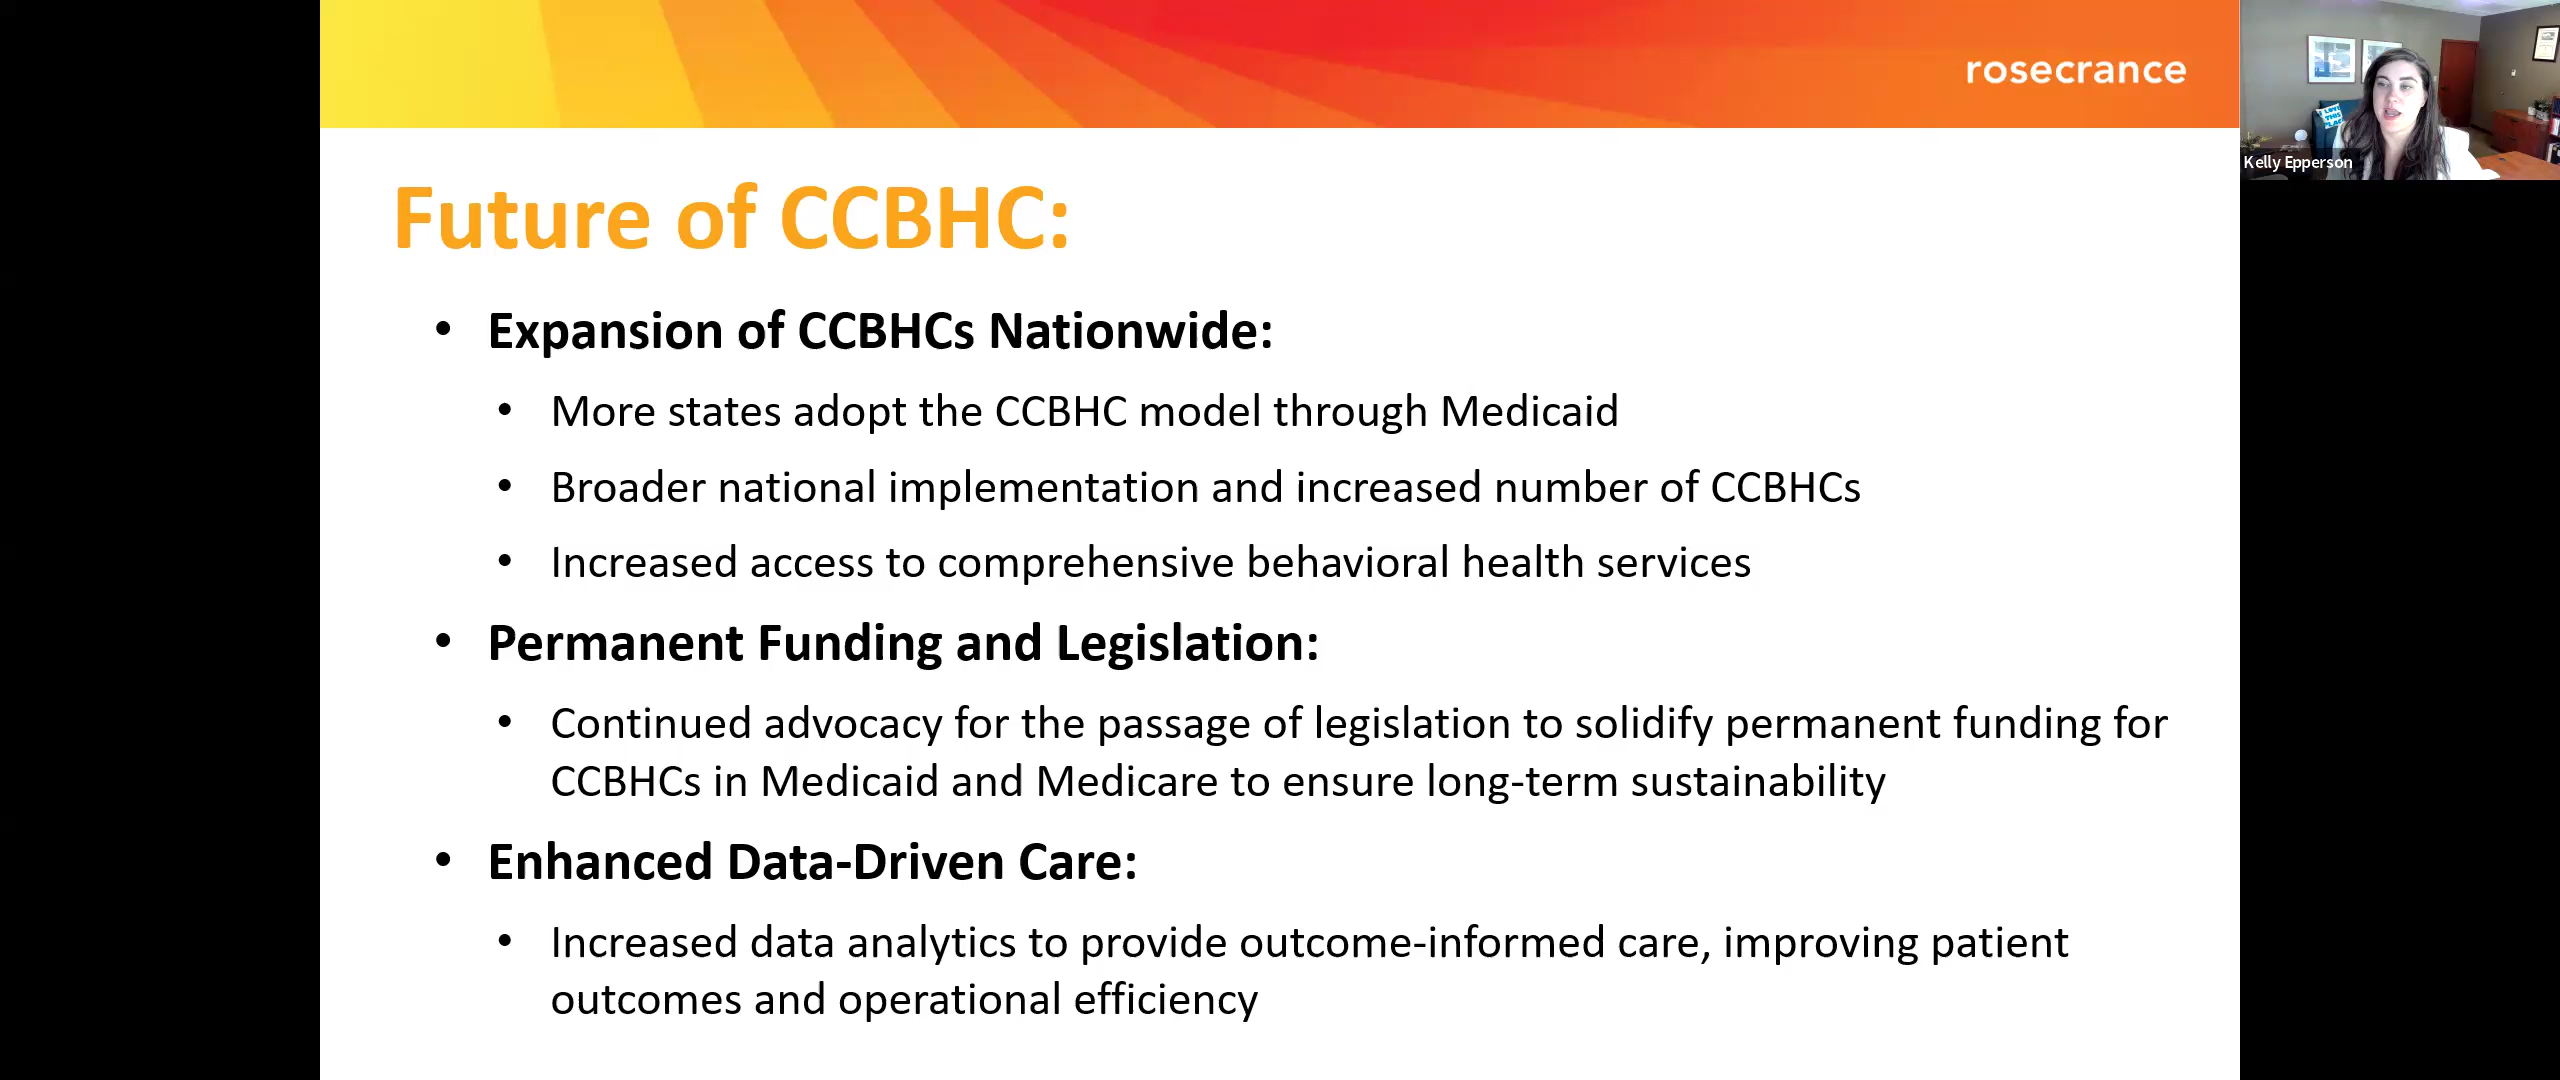 rosecrance
Kelly Epperson
Future of CCBHC:
• Expansion of CCBHCs Nationwide:
• More states adopt the CCBHC model through Medicaid
• Broader national implementation and increased number of CCBHCs
• Increased access to comprehensive behavioral health services
• Permanent Funding and Legislation:
• Continued advocacy for the passage of legislation to solidify permanent funding for
CCBHCs in Medicaid and Medicare to ensure long-term sustainability
• Enhanced Data-Driven Care:
• Increased data analytics to provide outcome-informed care, improving patient
outcomes and operational efficiency